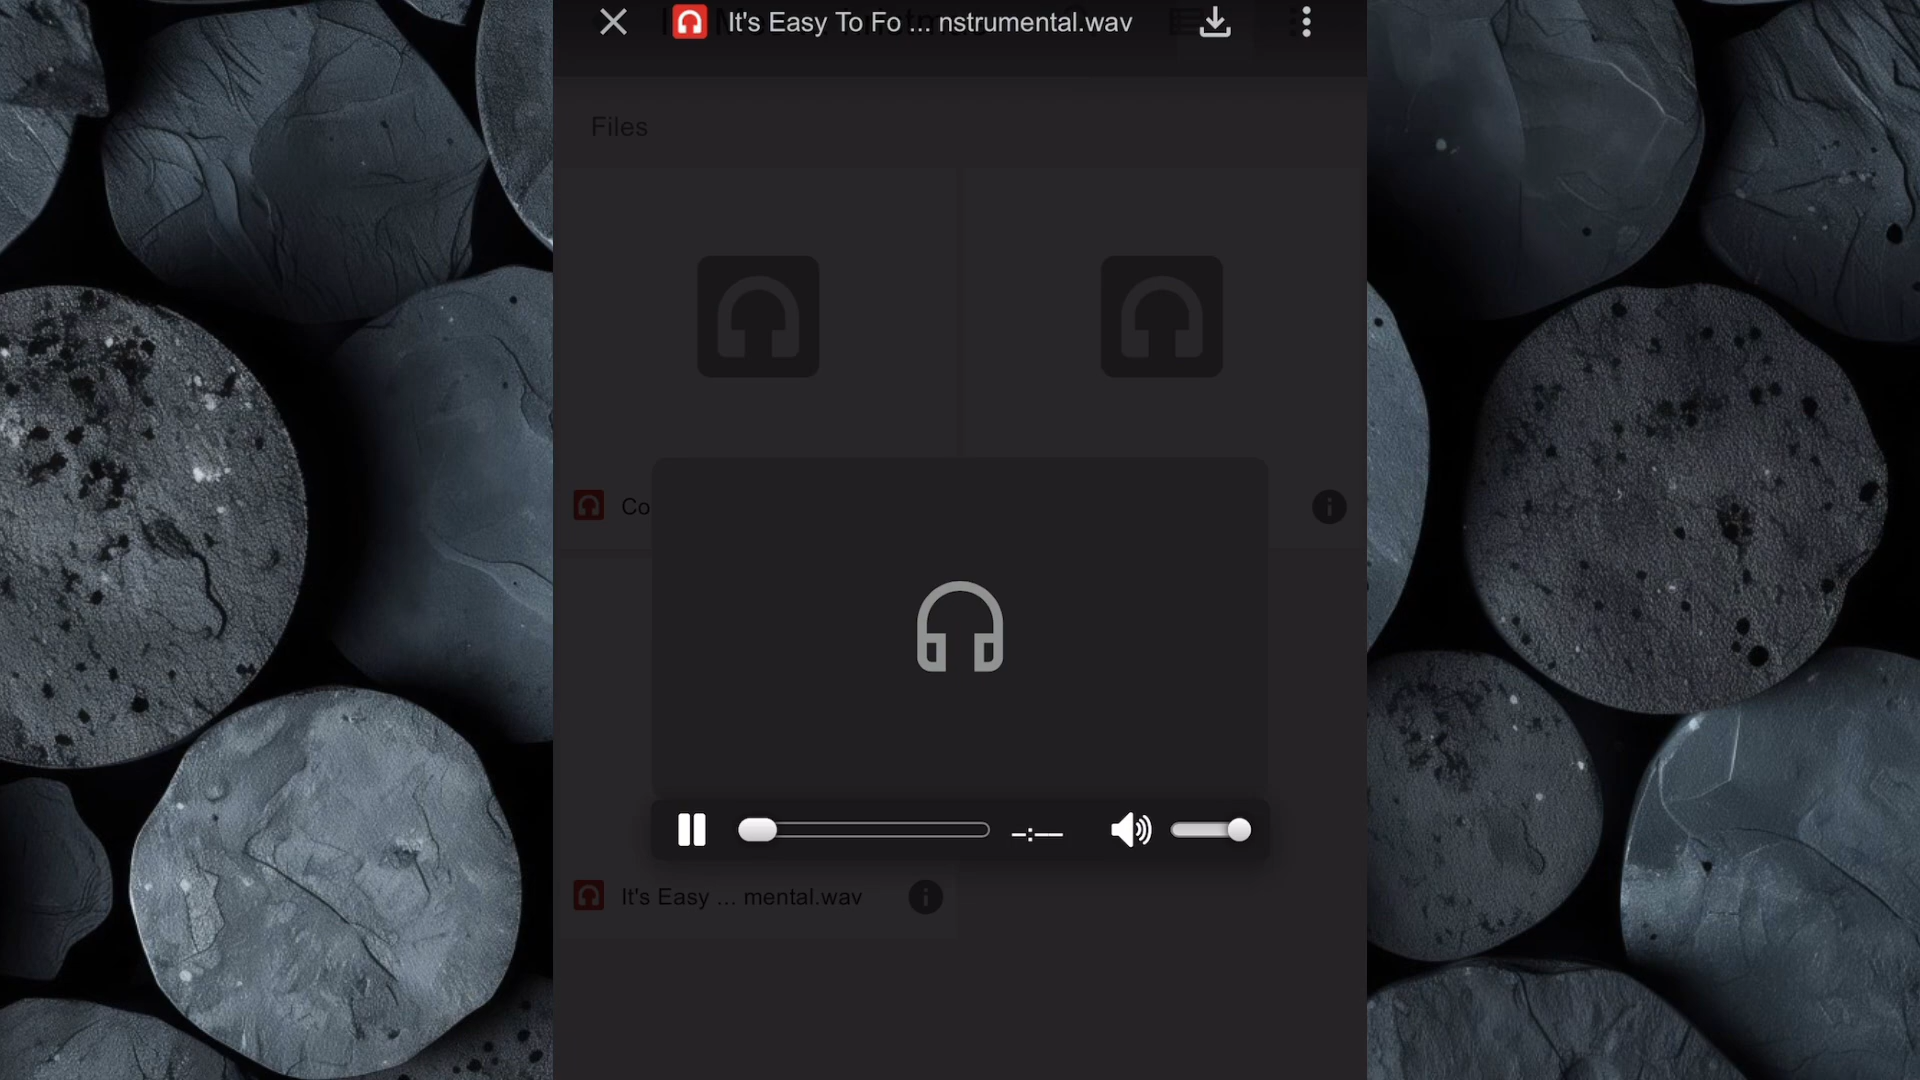 It's Easy To Fo ... nstrumental.wav
Files
Co
It's Easy ... mental.wav